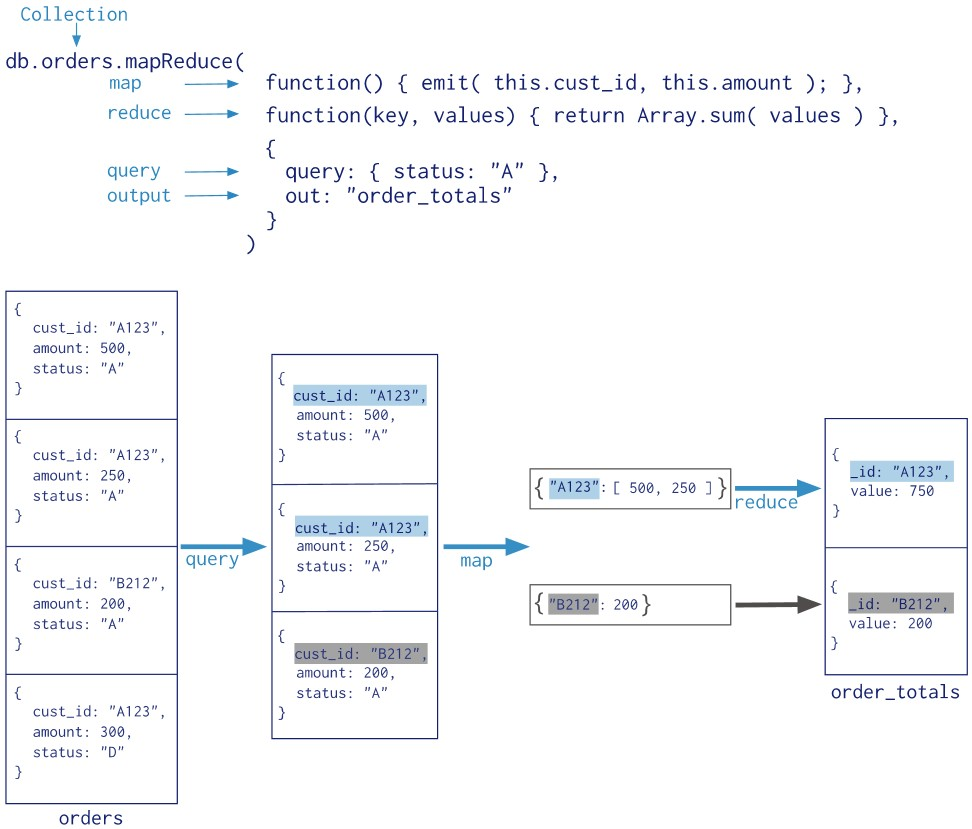 Collection
db.orders.mapReduce(
map function() { emit( this.cust_id, this.amount ); },
reduce function(key, values) { return Array.sum( values ) },
{
query query: { status: "A" },
output out: "order_totals"
}
)
{
cust_id: "A123",
amount: 500,
status: "A"
}
{
cust_id: "A123",
amount: 250,
status: "A"
}
{
cust_id: "B212",
amount: 200,
status: "A"
}
{
cust_id: "A123",
amount: 300,
status: "D"
}
orders
query
{
cust_id: "A123",
amount: 500,
status: "A"
}
{
cust_id: "A123",
amount: 250,
status: "A"
}
{
cust_id: "B212",
amount: 200,
status: "A"
}
map
{ "A123": [ 500, 250 ] }
{ "B212": 200 }
reduce
{
_id: "A123",
value: 750
}
{
_id: "B212",
value: 200
}
order_totals